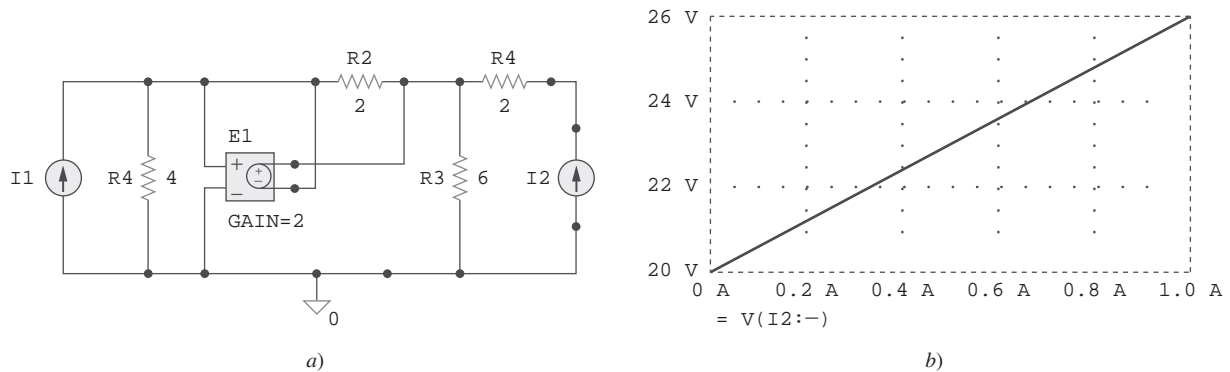 R2
R4
2
2
E1
+
−
+
−
I1
R4
4
R3
6
I2
GAIN=2
0
a)
26 V
24 V
22 V
20 V
0 A
0.2 A
0.4 A
0.6 A
0.8 A
1.0 A
= V(I2:−)
b)